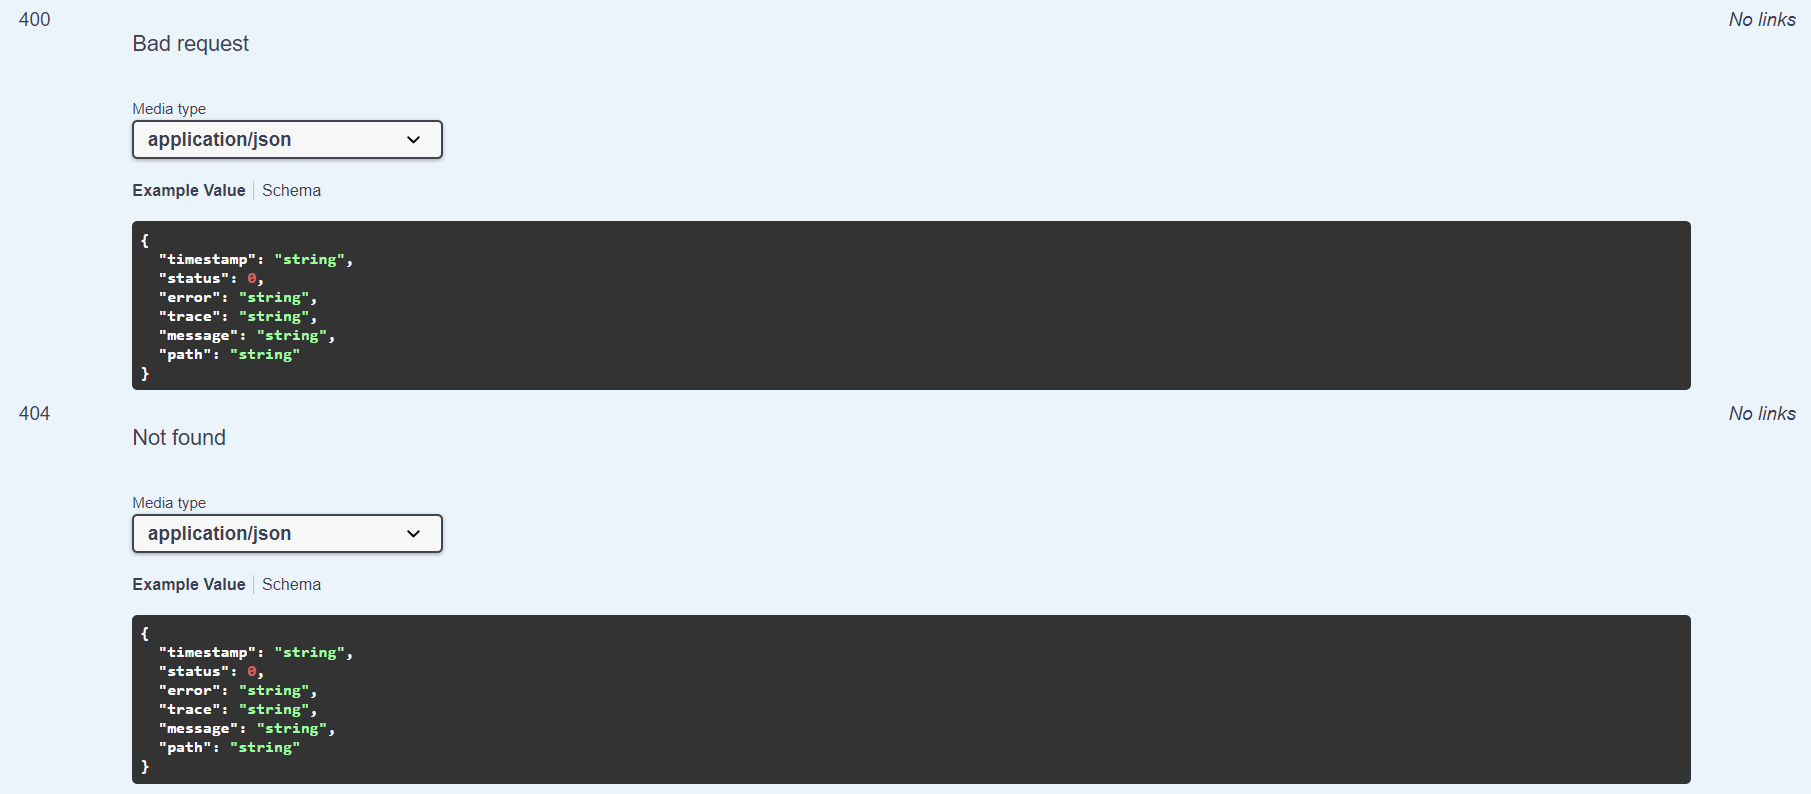 400
No links
Bad request
Media type
application/json
Example Value
Schema
{
  "timestamp": "string",
  "status": 0,
  "error": "string",
  "trace": "string",
  "message": "string",
  "path": "string"
}
404
No links
Not found
Media type
application/json
Example Value
Schema
{
  "timestamp": "string",
  "status": 0,
  "error": "string",
  "trace": "string",
  "message": "string",
  "path": "string"
}